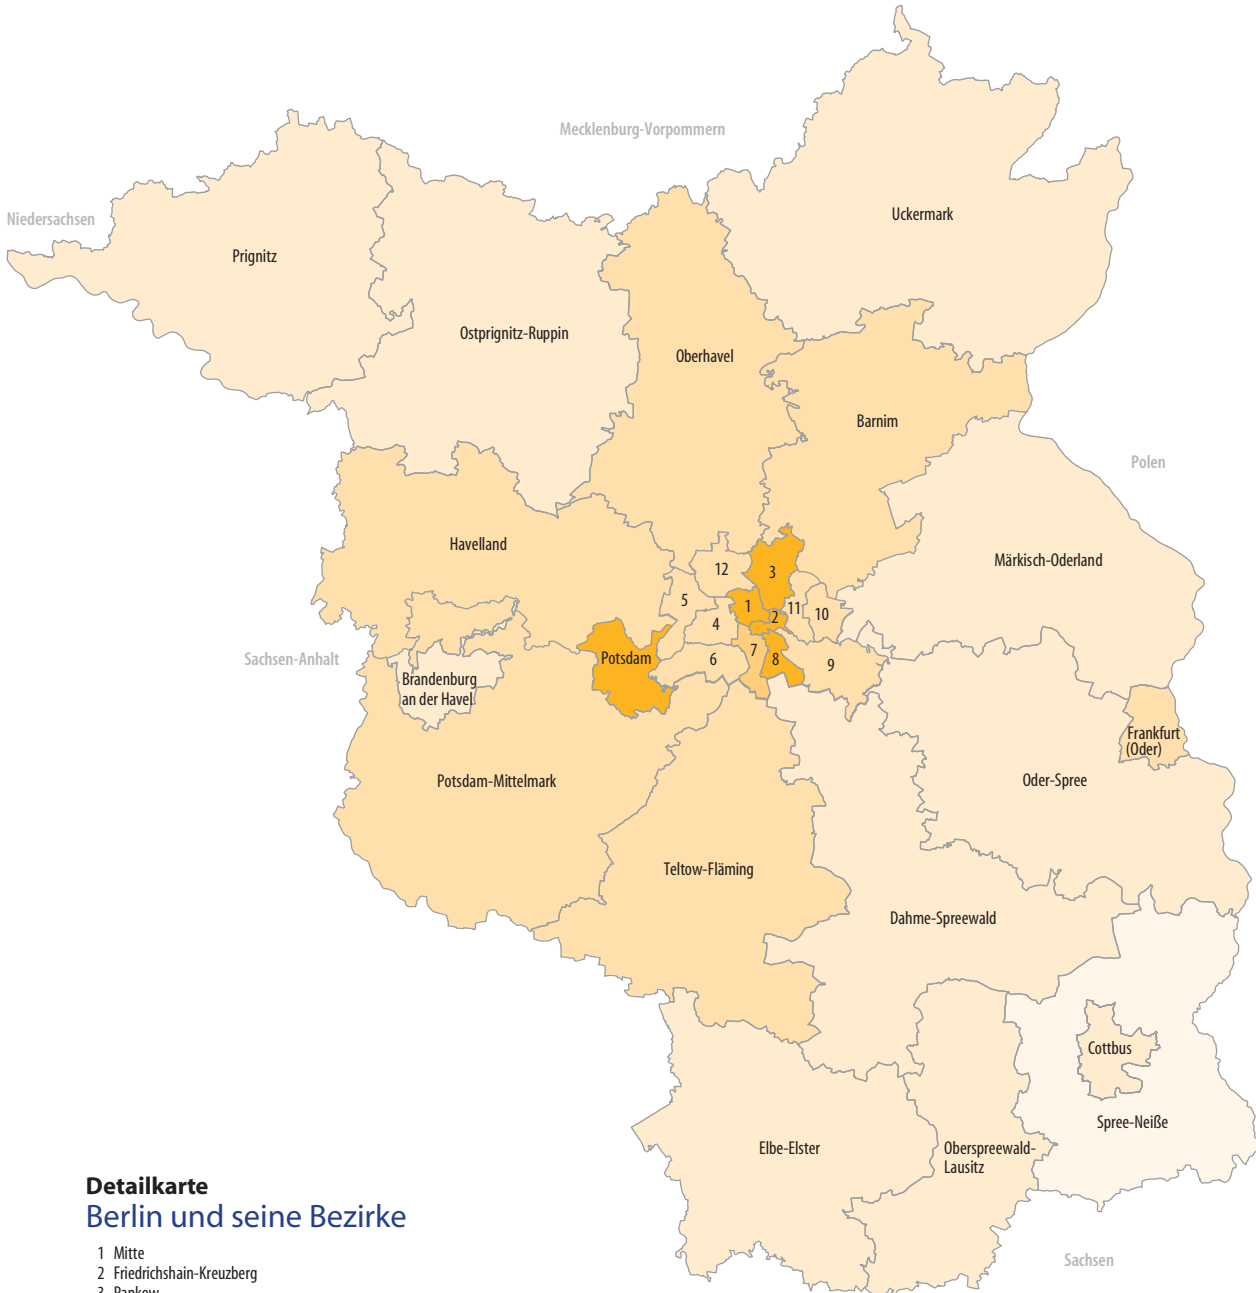 Mecklenburg-Vorpommern
Niedersachsen
Uckermark
Prignitz
Ostprignitz-Ruppin
Oberhavel
Barnim
Polen
Havelland
Märkisch-Oderland
12
3
5
1
11
10
2
4
Sachsen-Anhalt
Potsdam
6
7
8
9
Brandenburg
an der Havel
Frankfurt
(Oder)
Potsdam-Mittelmark
Oder-Spree
Teltow-Fläming
Dahme-Spreewald
Cottbus
Spree-Neiße
Elbe-Elster
Oberspreewald-
Lausitz
Detailkarte
Berlin und seine Bezirke
1 Mitte
2 Friedrichshain-Kreuzberg
3 Pankow
Sachsen